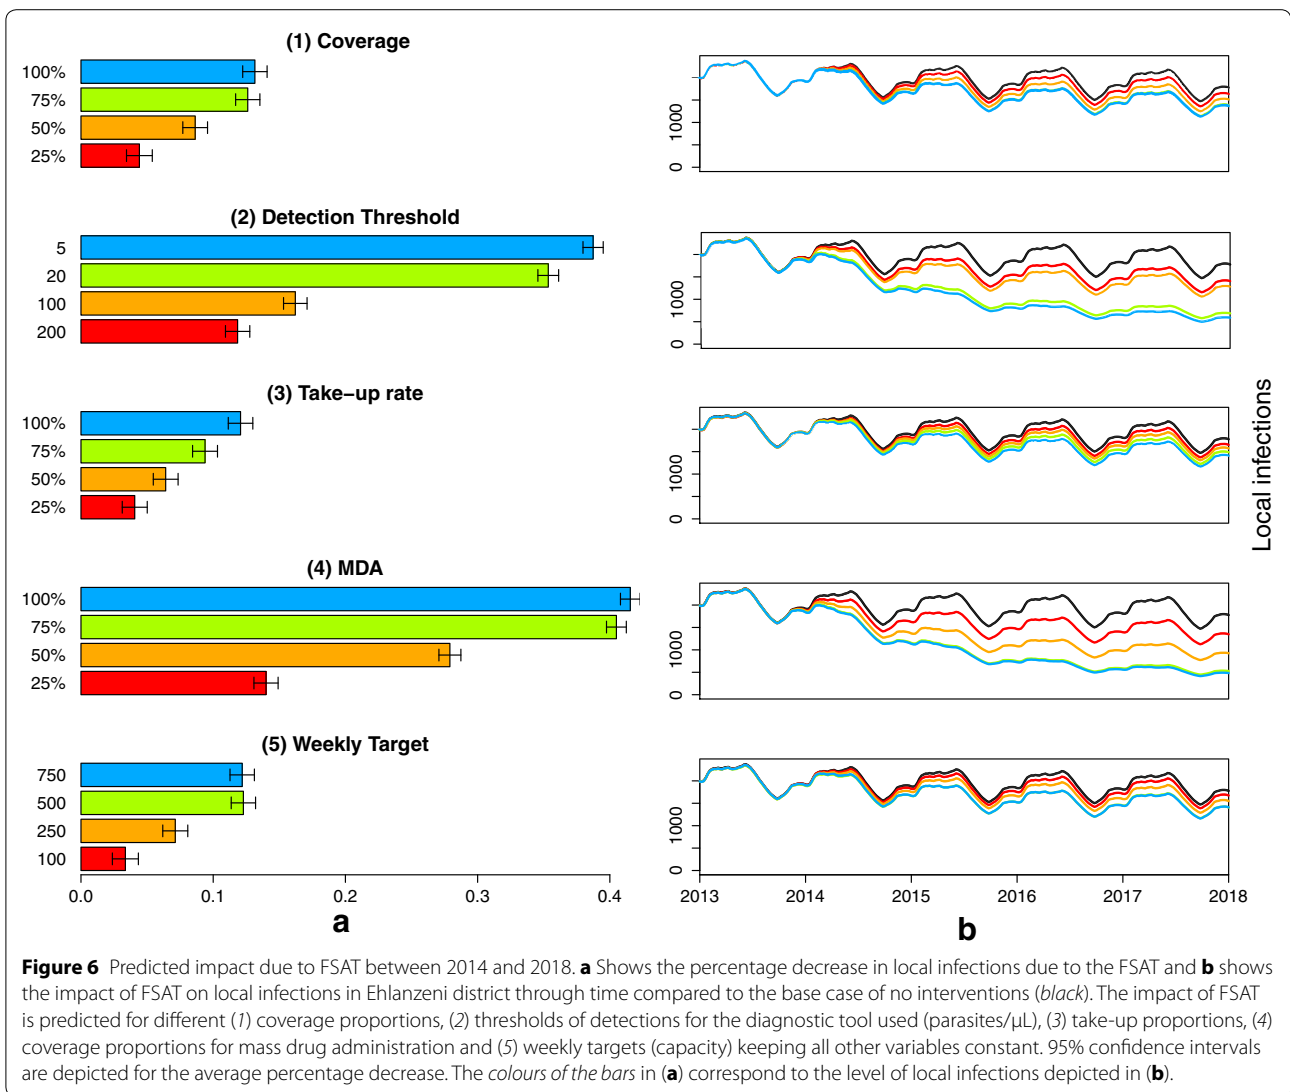 (1) Coverage
100%
75%
50%
25%
1000
0
(2) Detection Threshold
5
20
100
200
1000
0
(3) Take–up rate
100%
75%
50%
25%
1000
0
(4) MDA
100%
75%
50%
25%
1000
0
(5) Weekly Target
750
500
250
100
1000
0
0.0 0.1 0.2 0.3 0.4
2013 2014 2015 2016 2017 2018
Local infections
a
b
Figure 6 Predicted impact due to FSAT between 2014 and 2018. a Shows the percentage decrease in local infections due to the FSAT and b shows
the impact of FSAT on local infections in Ehlanzeni district through time compared to the base case of no interventions (black). The impact of FSAT
is predicted for different (1) coverage proportions, (2) thresholds of detections for the diagnostic tool used (parasites/μL), (3) take-up proportions, (4)
coverage proportions for mass drug administration and (5) weekly targets (capacity) keeping all other variables constant. 95% confidence intervals
are depicted for the average percentage decrease. The colours of the bars in (a) correspond to the level of local infections depicted in (b).